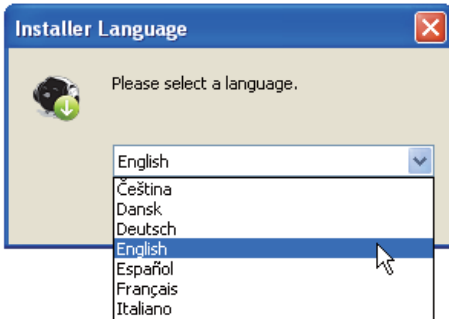 Installer Language
Please select a language.
English
Čeština
Dansk
Deutsch
English
Español
Français
Italiano